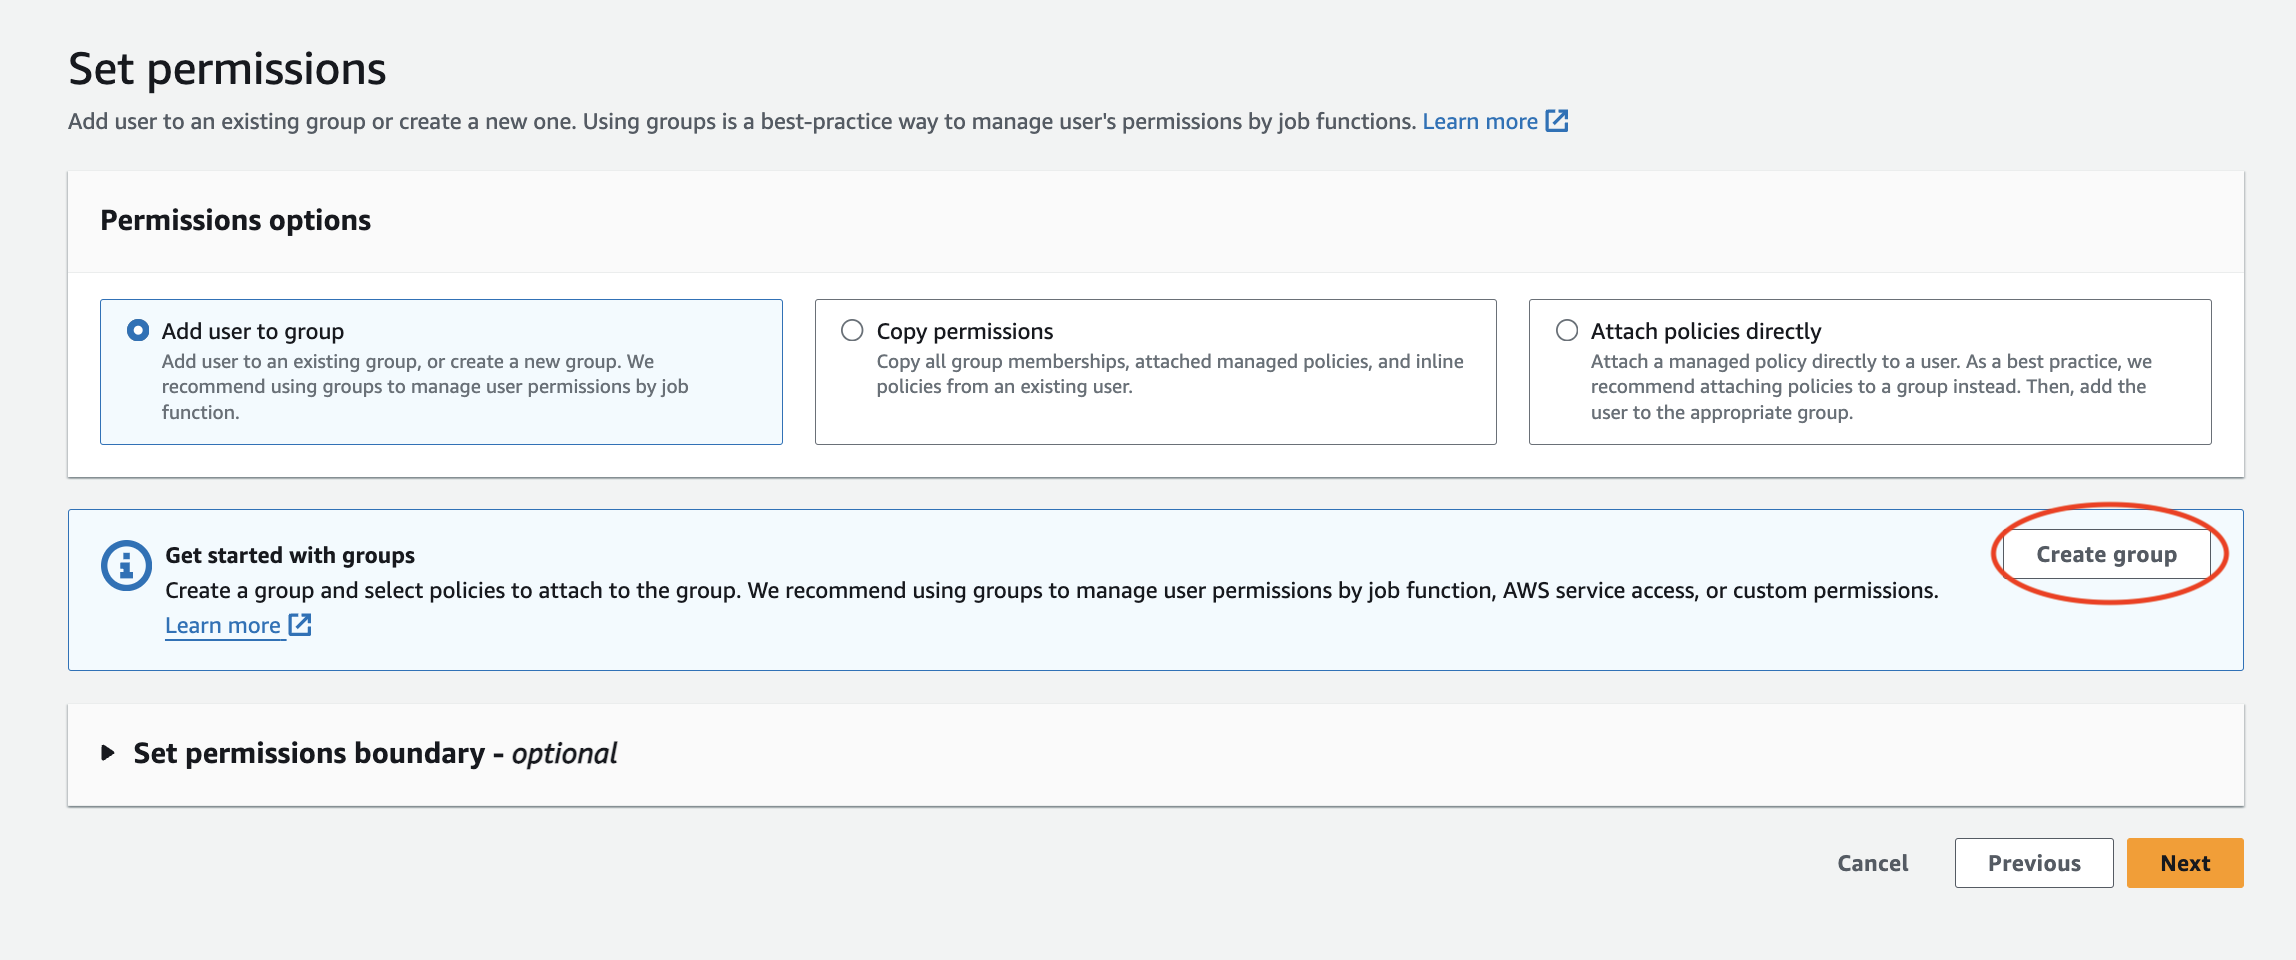 Set permissions
Add user to an existing group or create a new one. Using groups is a best-practice way to manage user's permissions by job functions. Learn more
Permissions options
Add user to group
Add user to an existing group, or create a new group. We
recommend using groups to manage user permissions by job
function.
Copy permissions
Copy all group memberships, attached managed policies, and inline
policies from an existing user.
Attach policies directly
Attach a managed policy directly to a user. As a best practice, we
recommend attaching policies to a group instead. Then, add the
user to the appropriate group.
Get started with groups
Create a group and select policies to attach to the group. We recommend using groups to manage user permissions by job function, AWS service access, or custom permissions.
Learn more
Create group
Set permissions boundary - optional
Cancel
Previous
Next